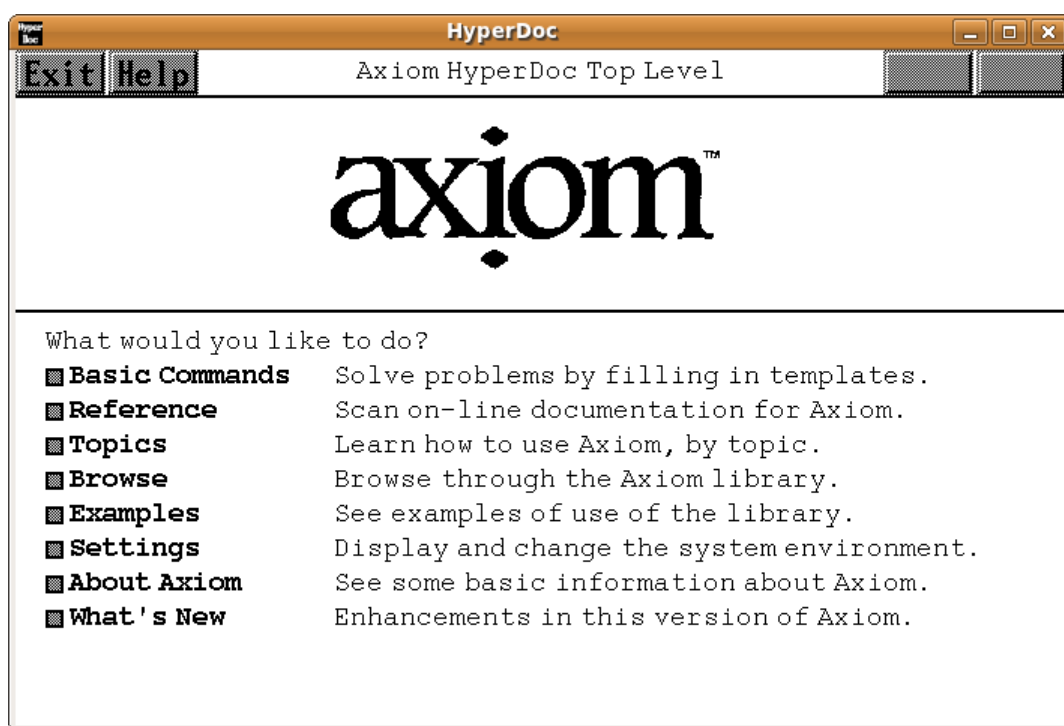 Hyper
Doc
HyperDoc
Exit Help Axiom HyperDoc Top Level
axiom™
What would you like to do?
Basic Commands Solve problems by filling in templates.
Reference Scan on-line documentation for Axiom.
Topics Learn how to use Axiom, by topic.
Browse Browse through the Axiom library.
Examples See examples of use of the library.
Settings Display and change the system environment.
About Axiom See some basic information about Axiom.
What's New Enhancements in this version of Axiom.